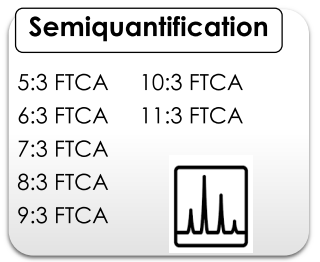 Semiquantification
5:3 FTCA 10:3 FTCA
6:3 FTCA 11:3 FTCA
7:3 FTCA
8:3 FTCA
9:3 FTCA